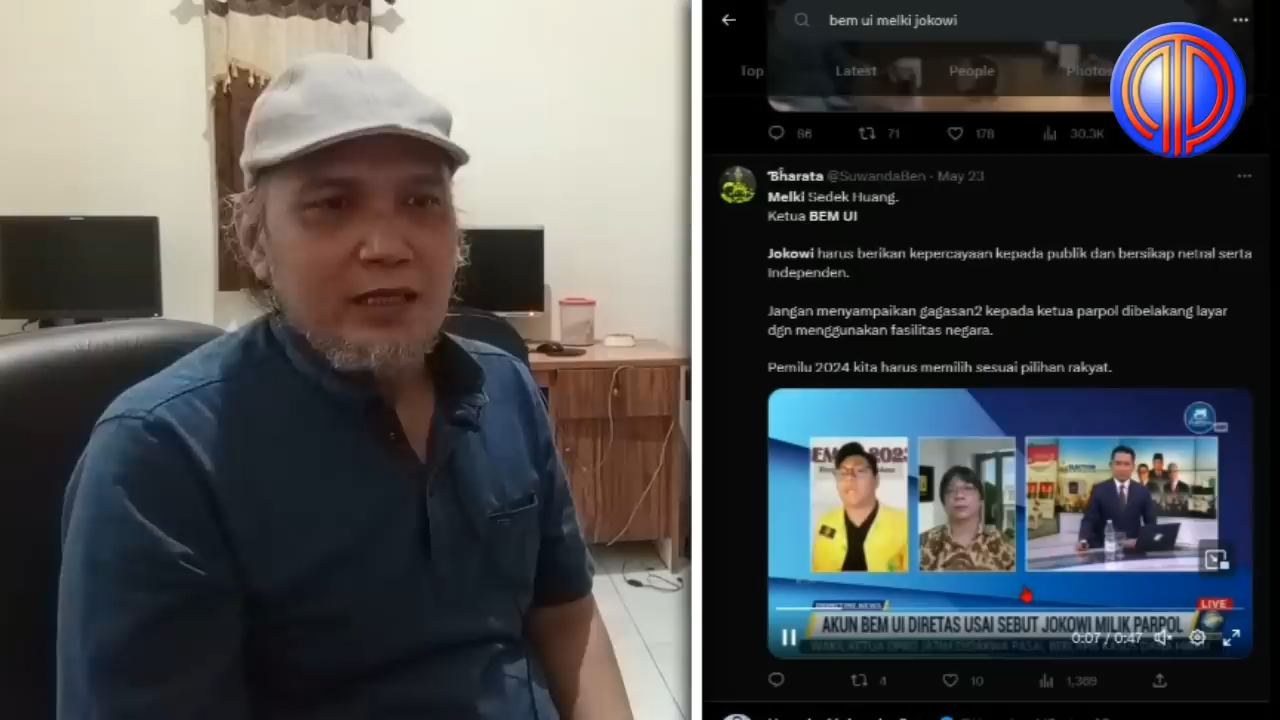 bem ui melki jokowi
Top Latest People Photos
86 71 178 30.3K
Bharata @SuwandaBen · May 23
Melki Sedek Huang.
Ketua BEM UI
Jokowi harus berikan kepercayaan kepada publik dan bersikap netral serta
Independen.
Jangan menyampaikan gagasan2 kepada ketua parpol dibelakang layar
dgn menggunakan fasilitas negara.
Pemilu 2024 kita harus memilih sesuai pilihan rakyat.
LIVE
AKUN BEM UI DIRETAS USAI SEBUT JOKOWI MILIK PARPOL
0:07 / 0:47
4 10 1,369